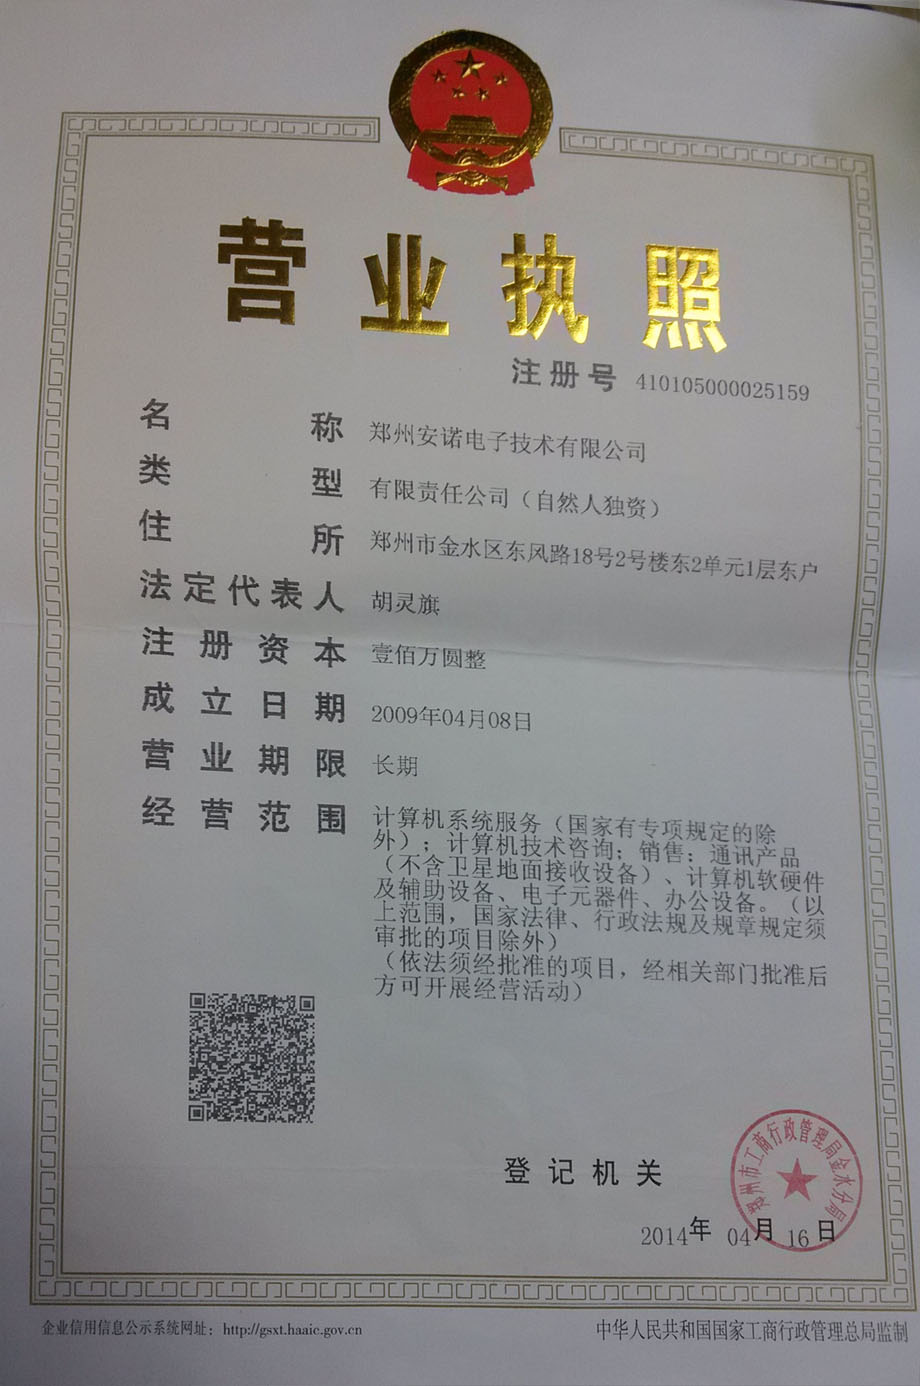 营业执照
注册号 410105000025159
名称 郑州安诺电子技术有限公司
类型 有限责任公司（自然人独资）
住所 郑州市金水区东风路18号2号楼东2单元1层东户
法定代表人 胡灵旗
注册资本 壹佰万圆整
成立日期 2009年04月08日
营业期限 长期
经营范围 计算机系统服务（国家有专项规定的除
外）；计算机技术咨询；销售：通讯产品
（不含卫星地面接收设备）、计算机软硬件
及辅助设备、电子元器件、办公设备。（以
上范围，国家法律、行政法规及规章规定须
审批的项目除外）
（依法须经批准的项目，经相关部门批准后
方可开展经营活动）
郑州市工商行政管理局金水分局
登记机关
2014年 04月 16日
企业信用信息公示系统网址：http://gsxt.haaic.gov.cn
中华人民共和国国家工商行政管理总局监制